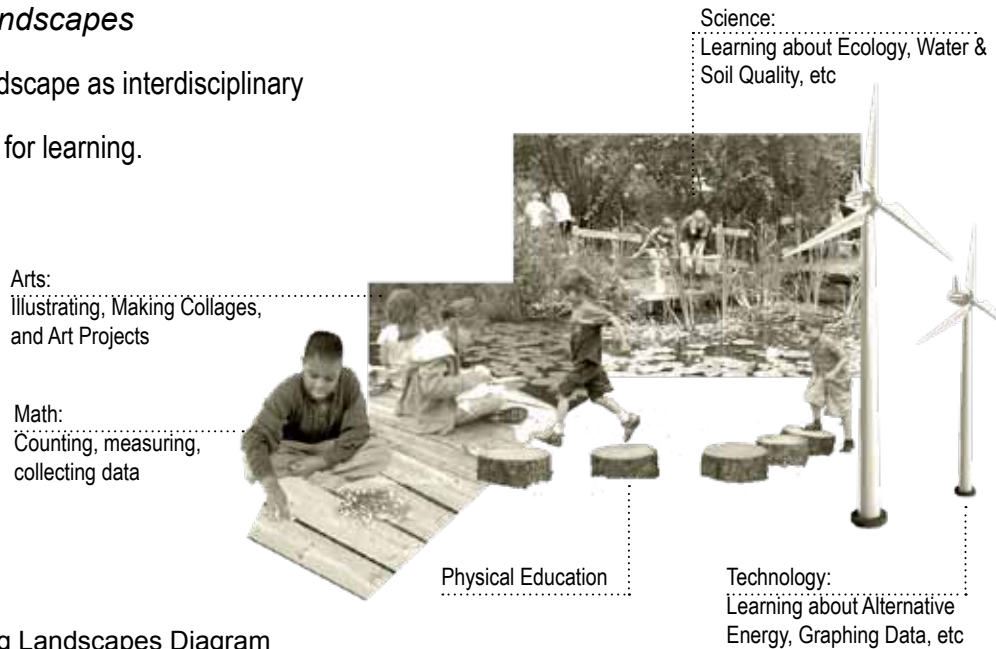 ndscapes
dscape as interdisciplinary
for learning.
Science:
Learning about Ecology, Water &
Soil Quality, etc
Arts:
Illustrating, Making Collages,
and Art Projects
Math:
Counting, measuring,
collecting data
Physical Education
Technology:
Learning about Alternative
Energy, Graphing Data, etc
g Landscapes Diagram